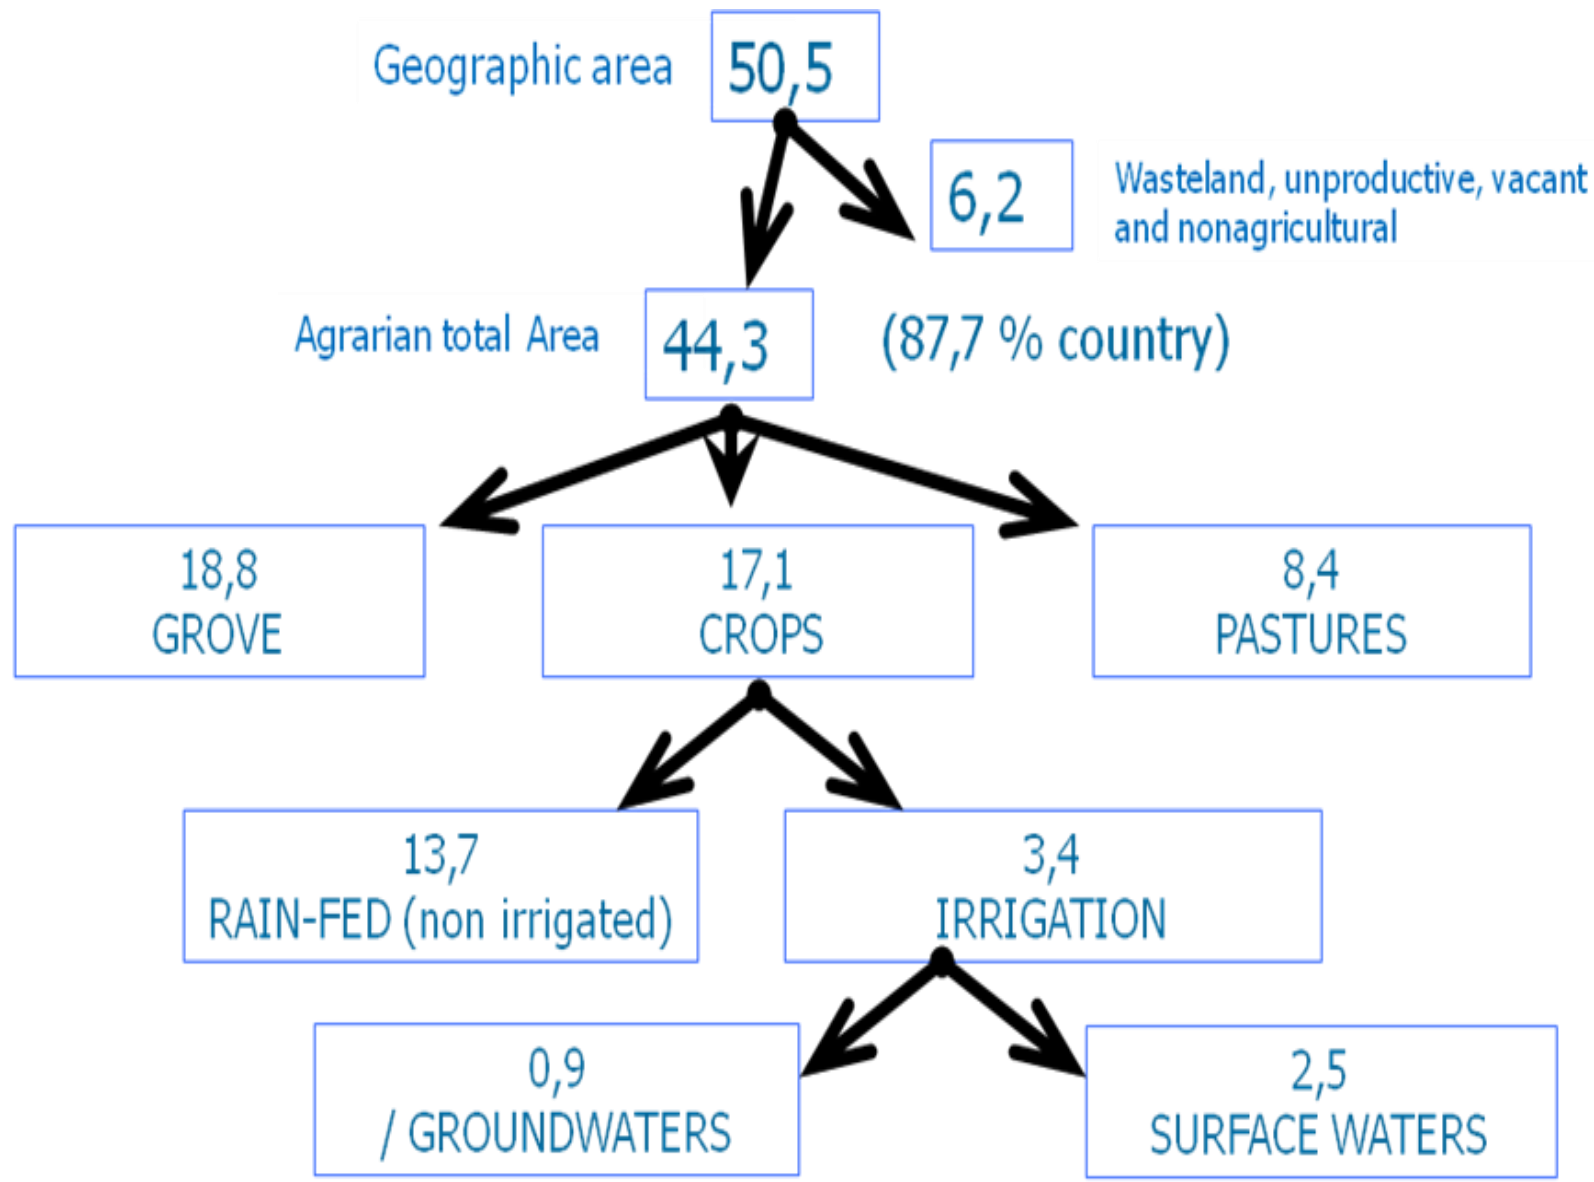 Geographic area
50,5
6,2
Wasteland, unproductive, vacant
and nonagricultural
Agrarian total Area
44,3
(87,7 % country)
18,8
GROVE
17,1
CROPS
8,4
PASTURES
13,7
RAIN-FED (non irrigated)
3,4
IRRIGATION
0,9
/ GROUNDWATERS
2,5
SURFACE WATERS